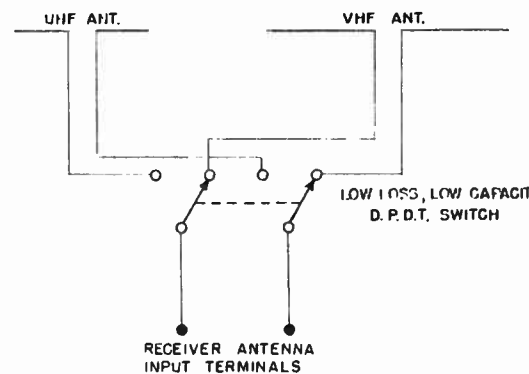 UHF ANT.
VHF ANT.
LOW LOSS, LOW CAPACIT
D.P.D.T. SWITCH
RECEIVER ANTENNA
INPUT TERMINALS